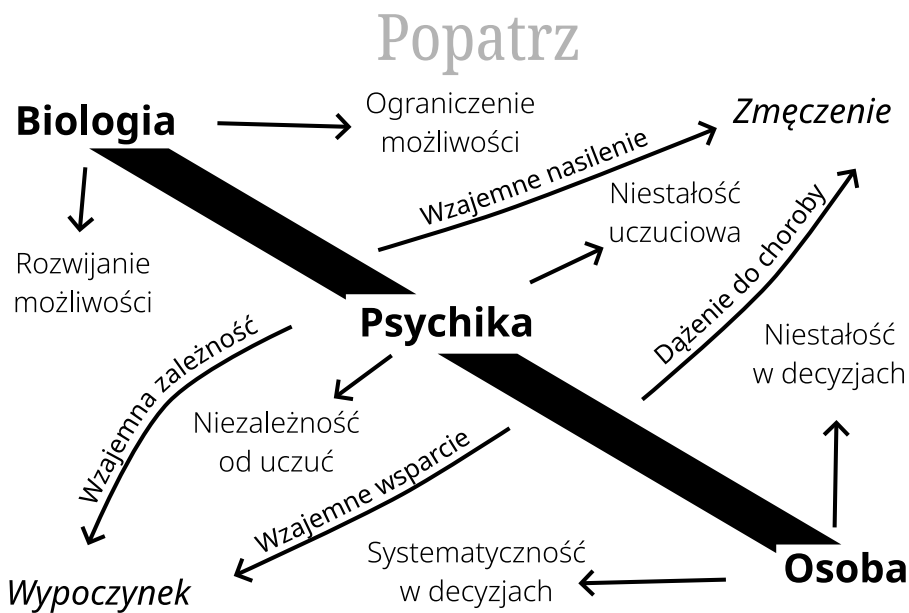 Popatrz
Biologia
Ograniczenie
możliwości
Zmęczenie
Wzajemne nasilenie
Niestałość
uczuciowa
Rozwijanie
możliwości
Dążenie do choroby
Psychika
Niestałość
w decyzjach
Wzajemna zależność
Niezależność
od uczuć
Wzajemne wsparcie
Systematyczność
w decyzjach
Osoba
Wypoczynek